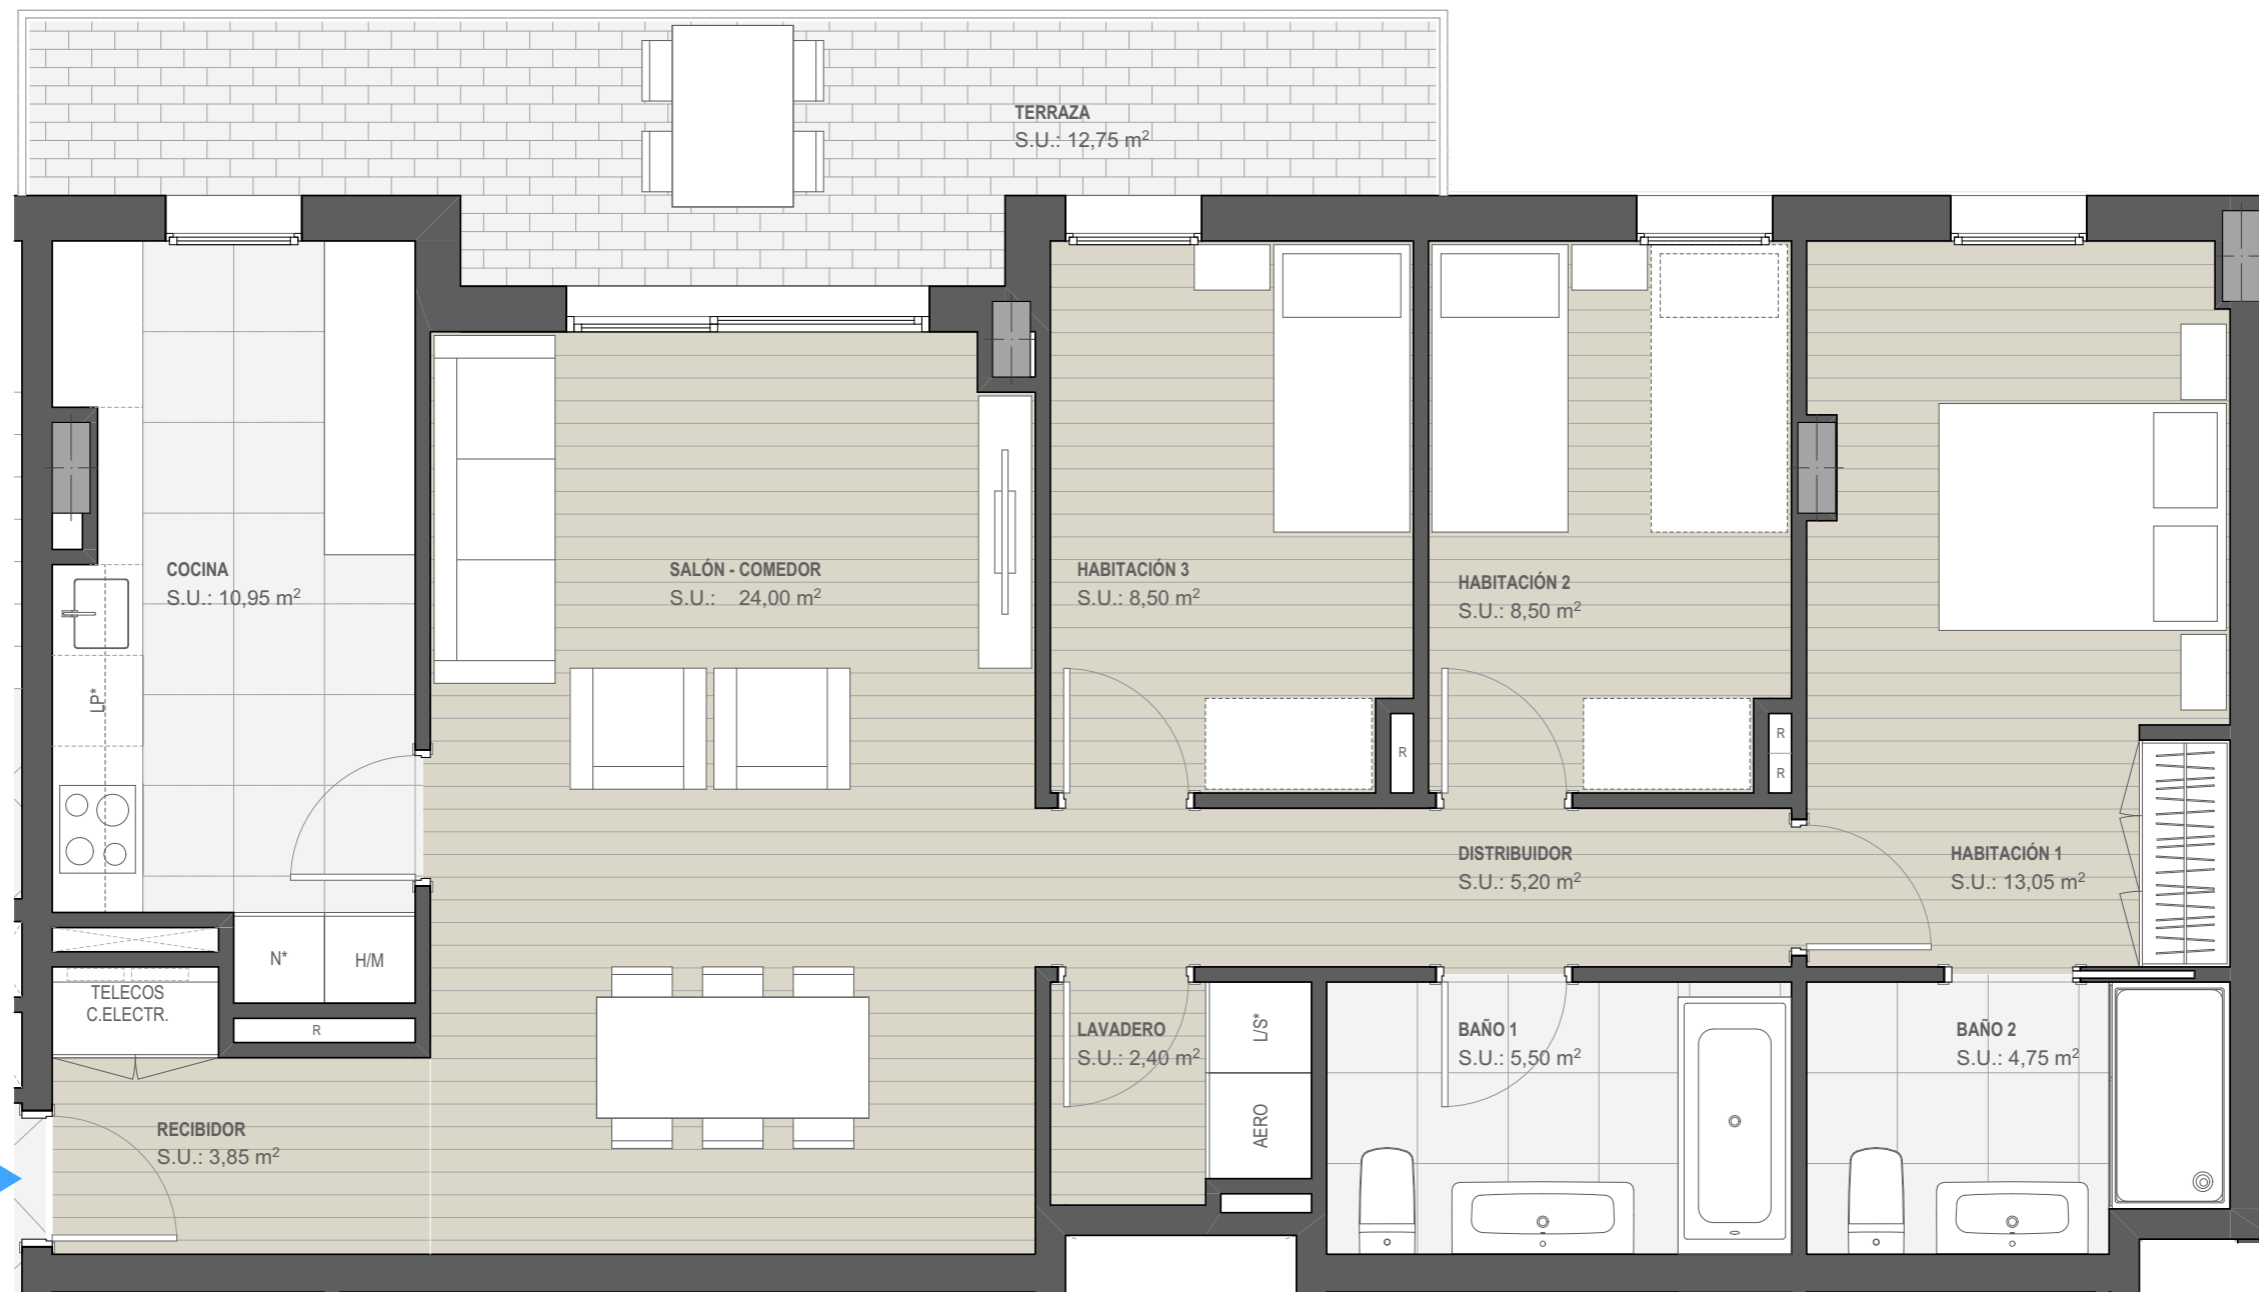 TERRAZA
S.U.: 12,75 m²
COCINA
S.U.: 10,95 m²
SALÓN - COMEDOR
S.U.: 24,00 m²
HABITACIÓN 3
S.U.: 8,50 m²
HABITACIÓN 2
S.U.: 8,50 m²
LP*
R
R
R
DISTRIBUIDOR
S.U.: 5,20 m²
HABITACIÓN 1
S.U.: 13,05 m²
N*
H/M
TELECOS
C.ELECTR.
R
LAVADERO
S.U.: 2,40 m²
L/S*
AERO
BAÑO 1
S.U.: 5,50 m²
BAÑO 2
S.U.: 4,75 m²
RECIBIDOR
S.U.: 3,85 m²